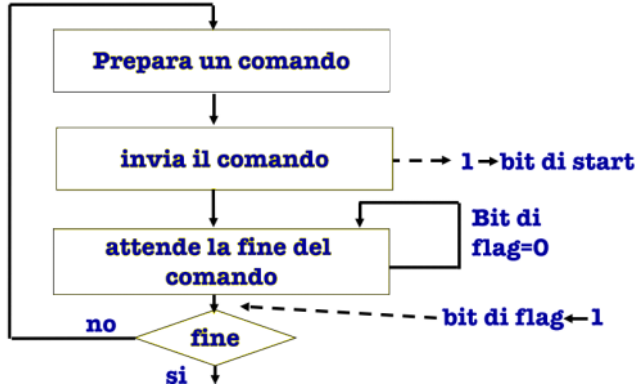 Prepara un comando
invia il comando
1→bit di start
attende la fine del
comando
Bit di
flag=0
bit di flag←1
no
fine
si